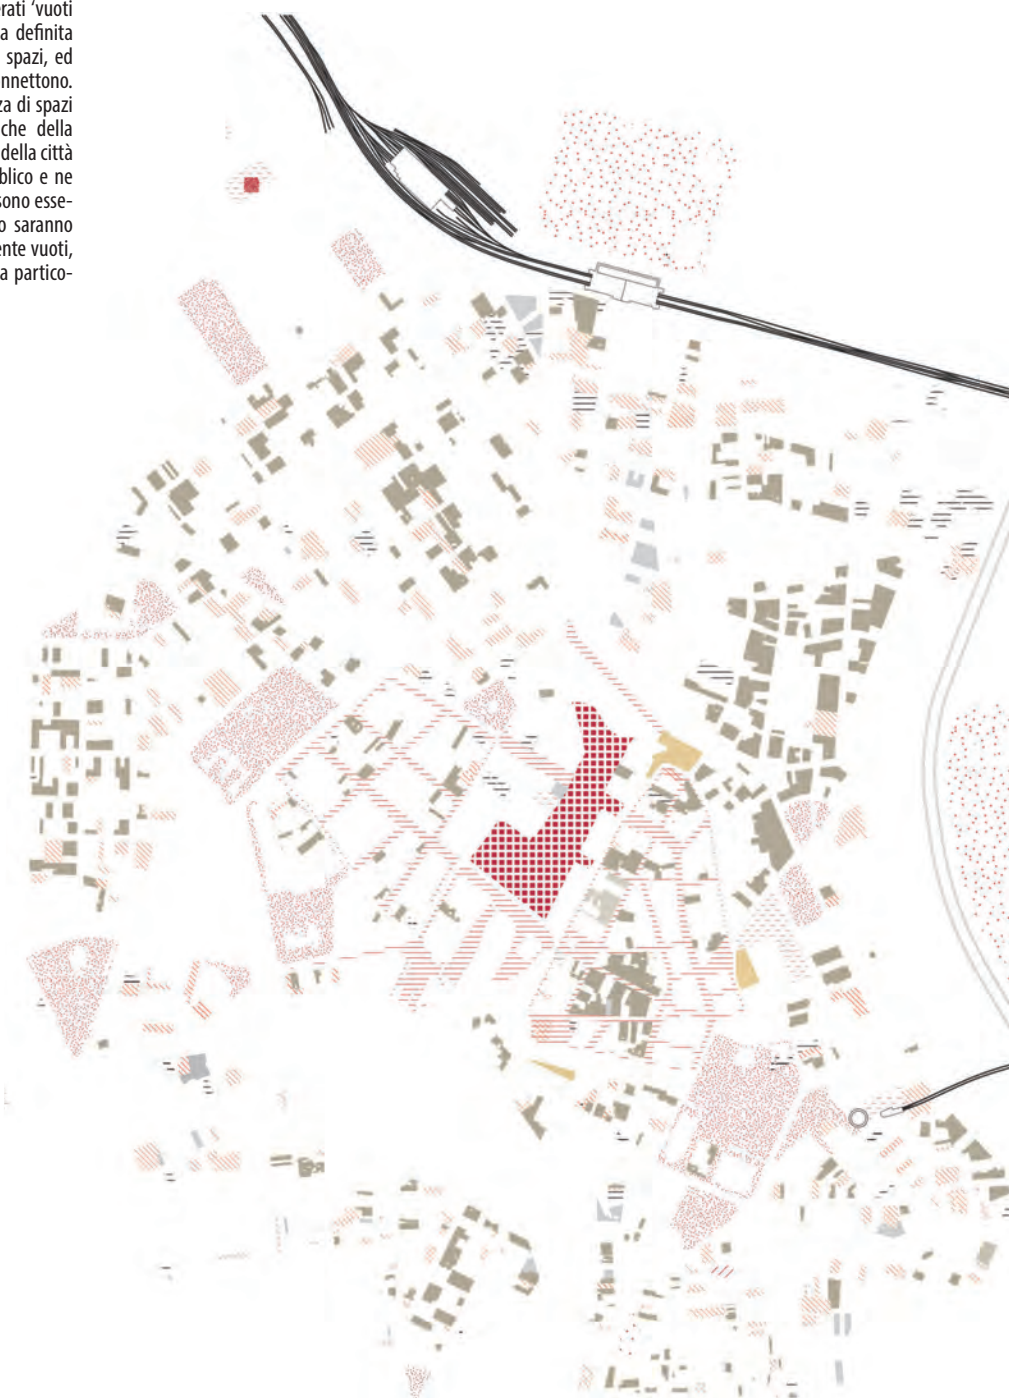 rati ‘vuoti
a definita
spazi, ed
nnettono.
za di spazi
che della
della città
blico e ne
sono esse-
o saranno
ente vuoti,
a partico-